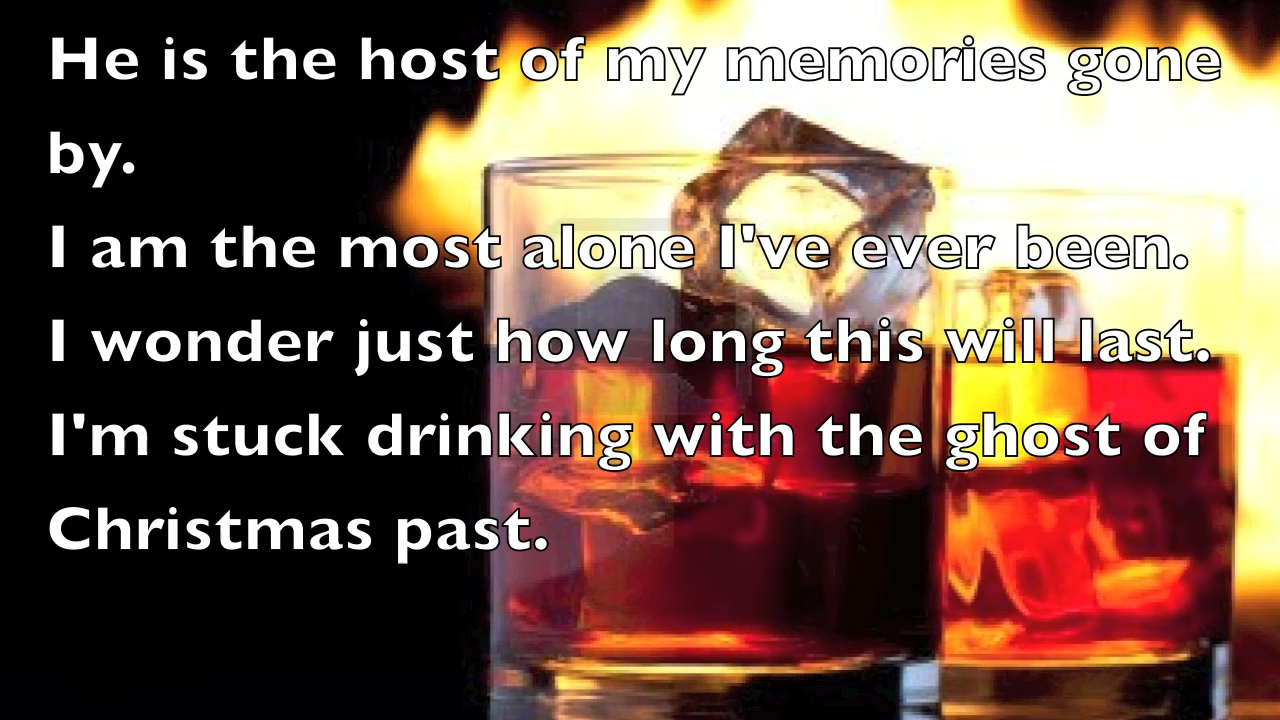 He is the host of my memories gone
by.
I am the most alone I've ever been.
I wonder just how long this will last.
I'm stuck drinking with the ghost of
Christmas past.